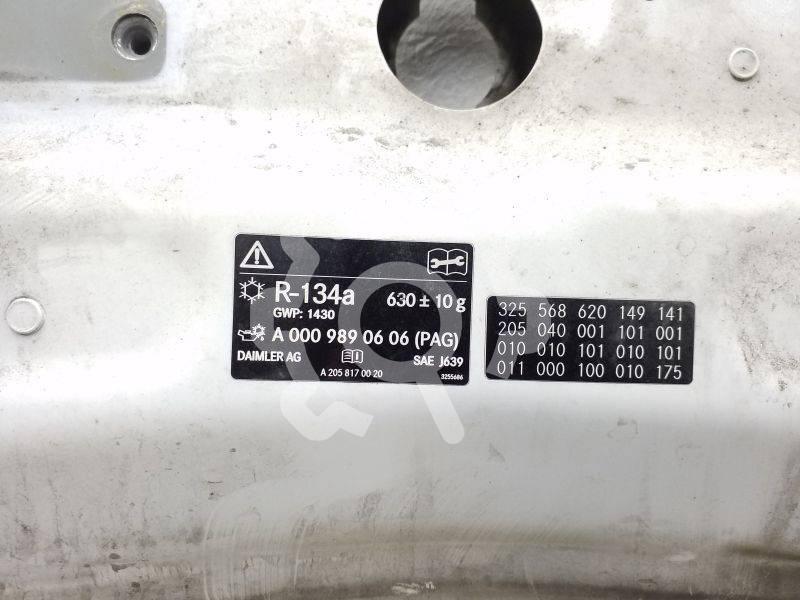 R-134a 630 ± 10 g
GWP: 1430
A 000 989 06 06 (PAG)
DAIMLER AG SAE J639
A 205 817 00 20 3255686
325 568 620 149 141
205 040 001 101 001
010 010 101 010 101
011 000 100 010 175